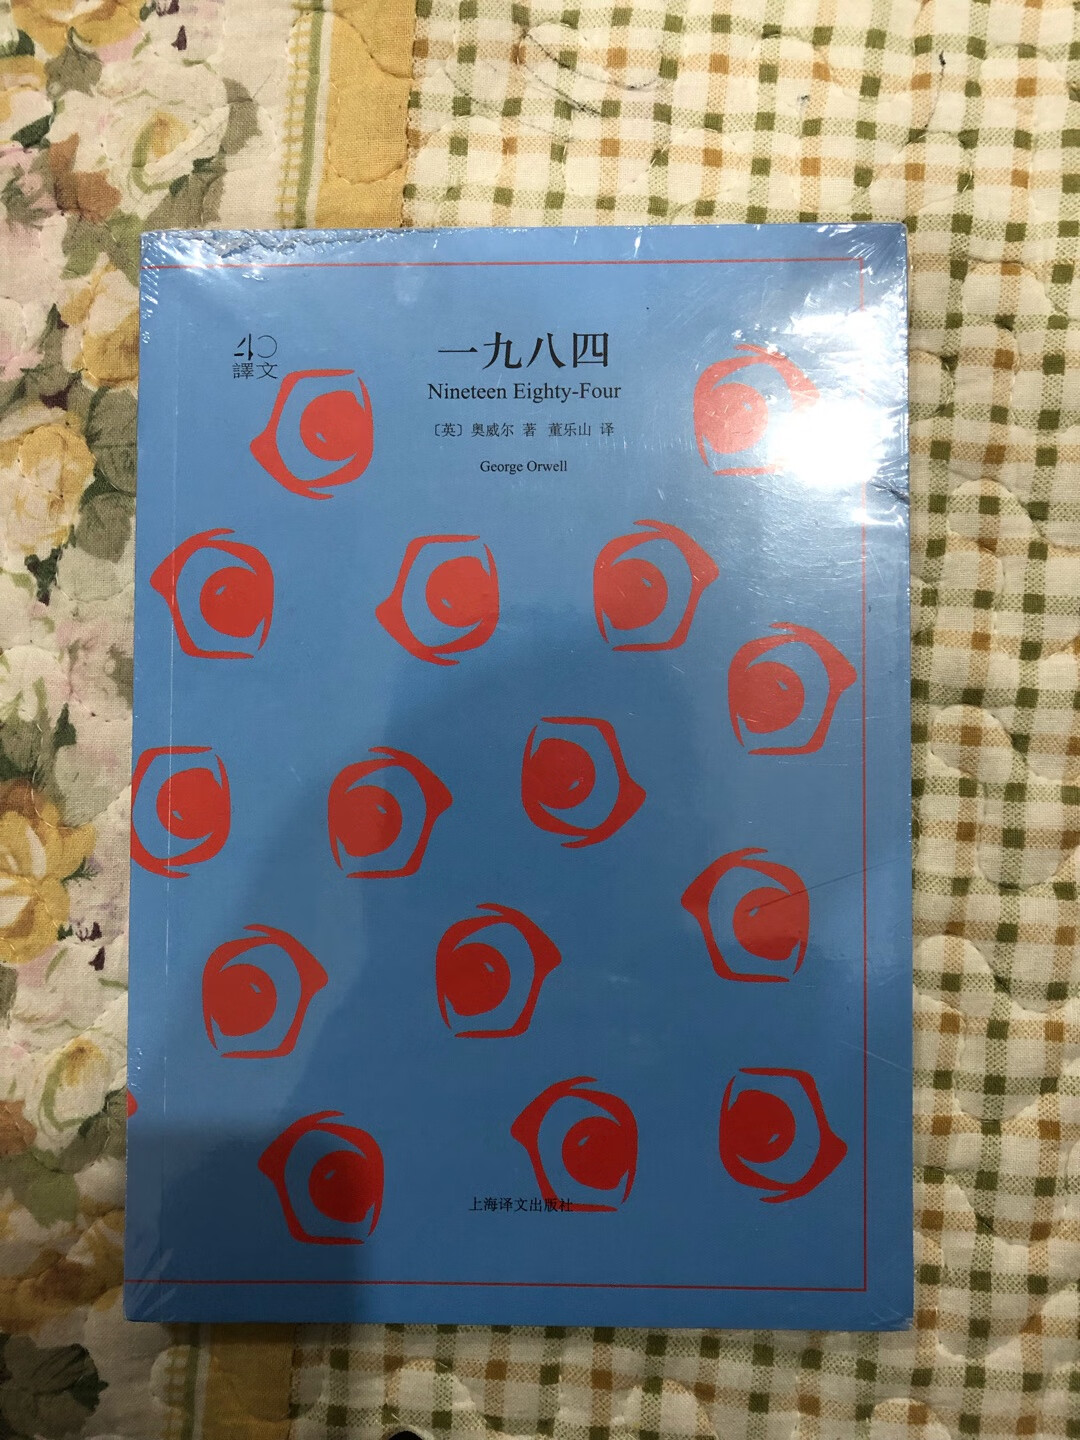 一九八四
Nineteen Eighty-Four
〔英〕奥威尔 著 董乐山 译
George Orwell
40
譯文
上海译文出版社